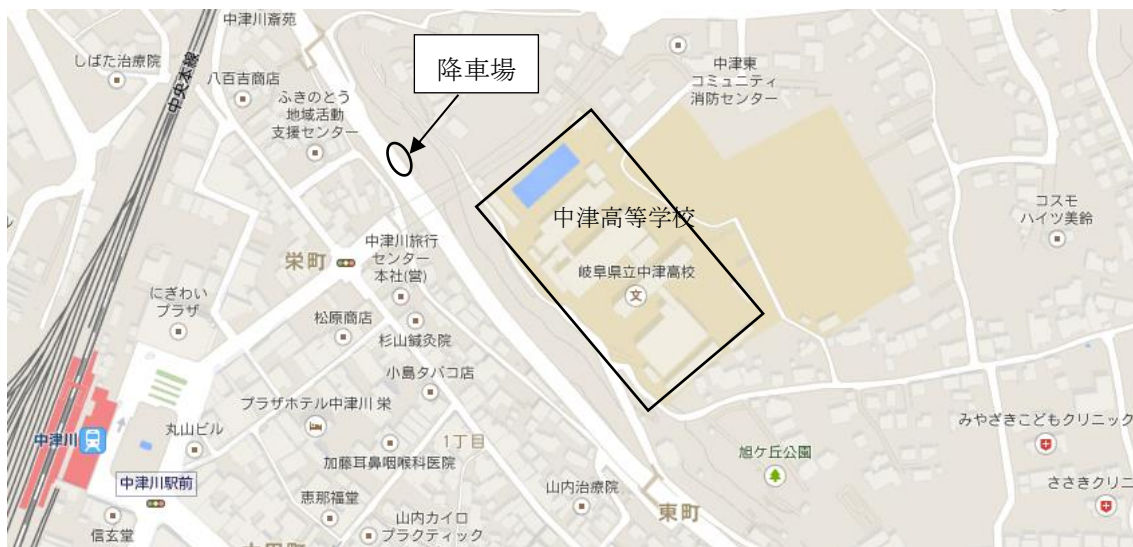 中津川斎苑
しばた治療院
中央本線
八百吉商店
降車場
ふきのとう
地域活動
支援センター
中津東
コミュニティ
消防センター
中津高等学校
コスモ
ハイツ美鈴
中津川旅行
センター
本社(営)
栄町
岐阜県立中津高校
文
にぎわい
プラザ
松原商店
杉山鍼灸院
小島タバコ店
プラザホテル中津川 栄
丸山ビル
中津川
1丁目
加藤耳鼻咽喉科医院
みやざきこどもクリニック
旭ケ丘公園
中津川駅前
恵那福堂
山内治療院
ささきクリニ
東町
信玄堂
山内カイロ
プラクティック